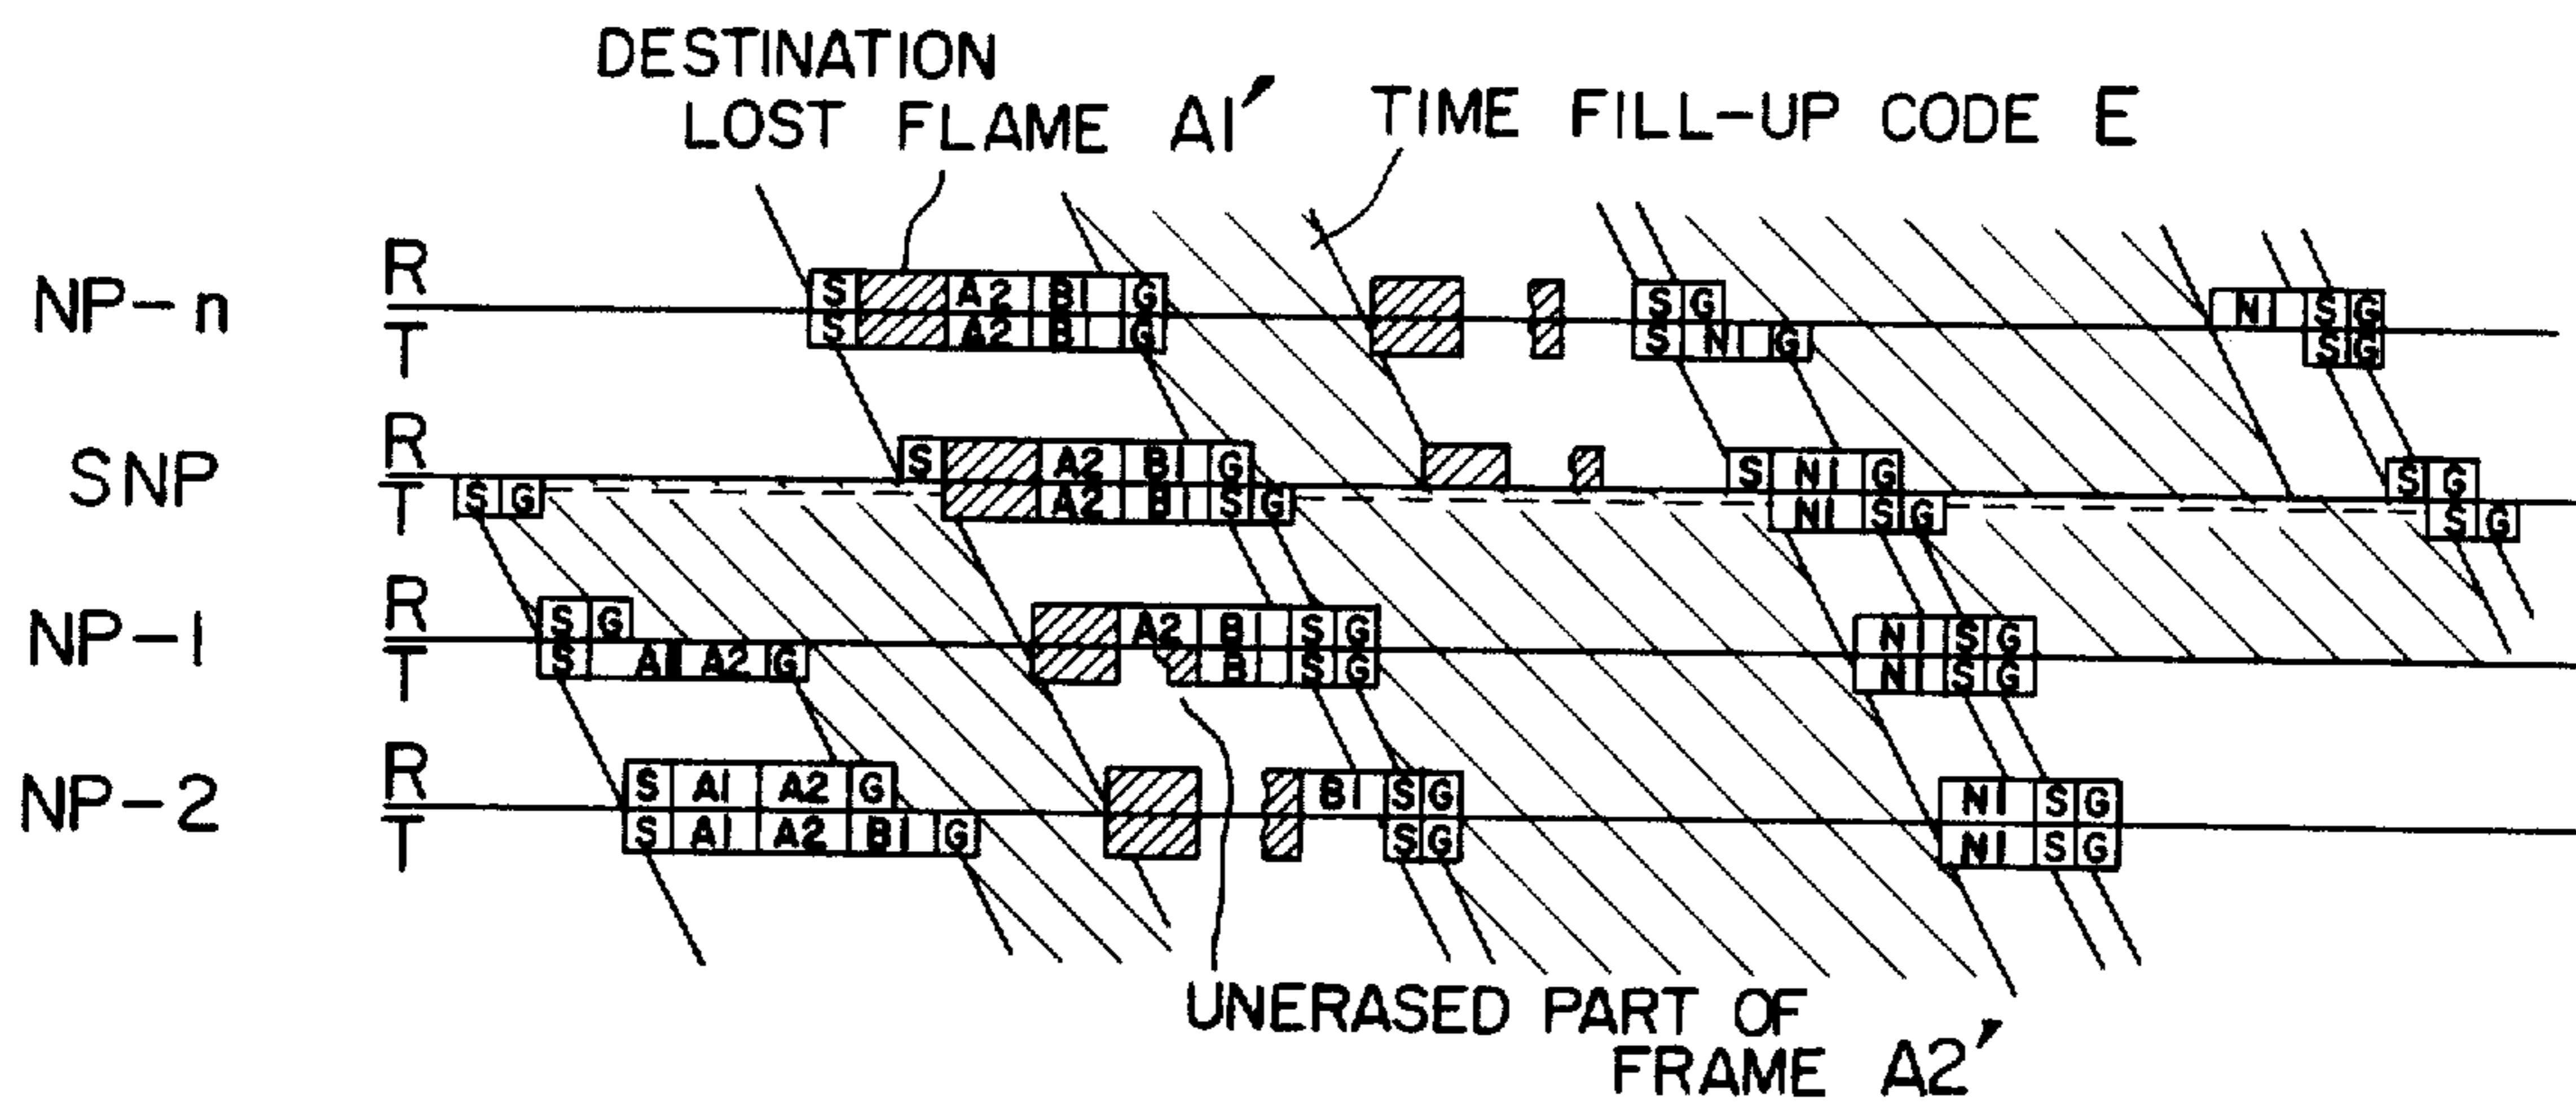 DESTINATION
LOST FLAME A1′
TIME FILL-UP CODE E
NP-n
R
S A2 B1 G S G N1 S G
T
S A2 B1 G S N1 G S G
SNP
R
S A2 B1 G S N1 G S G
T
S G A2 B1 S G N1 S G S G
NP-1
R
S G A2 B1 S G N1 S G
T
S A1 A2 G B1 S G N1 S G
NP-2
R
S A1 A2 G B1 S G N1 S G
T
S A1 A2 B1 G S G N1 S G
UNERASED PART OF
FRAME A2′